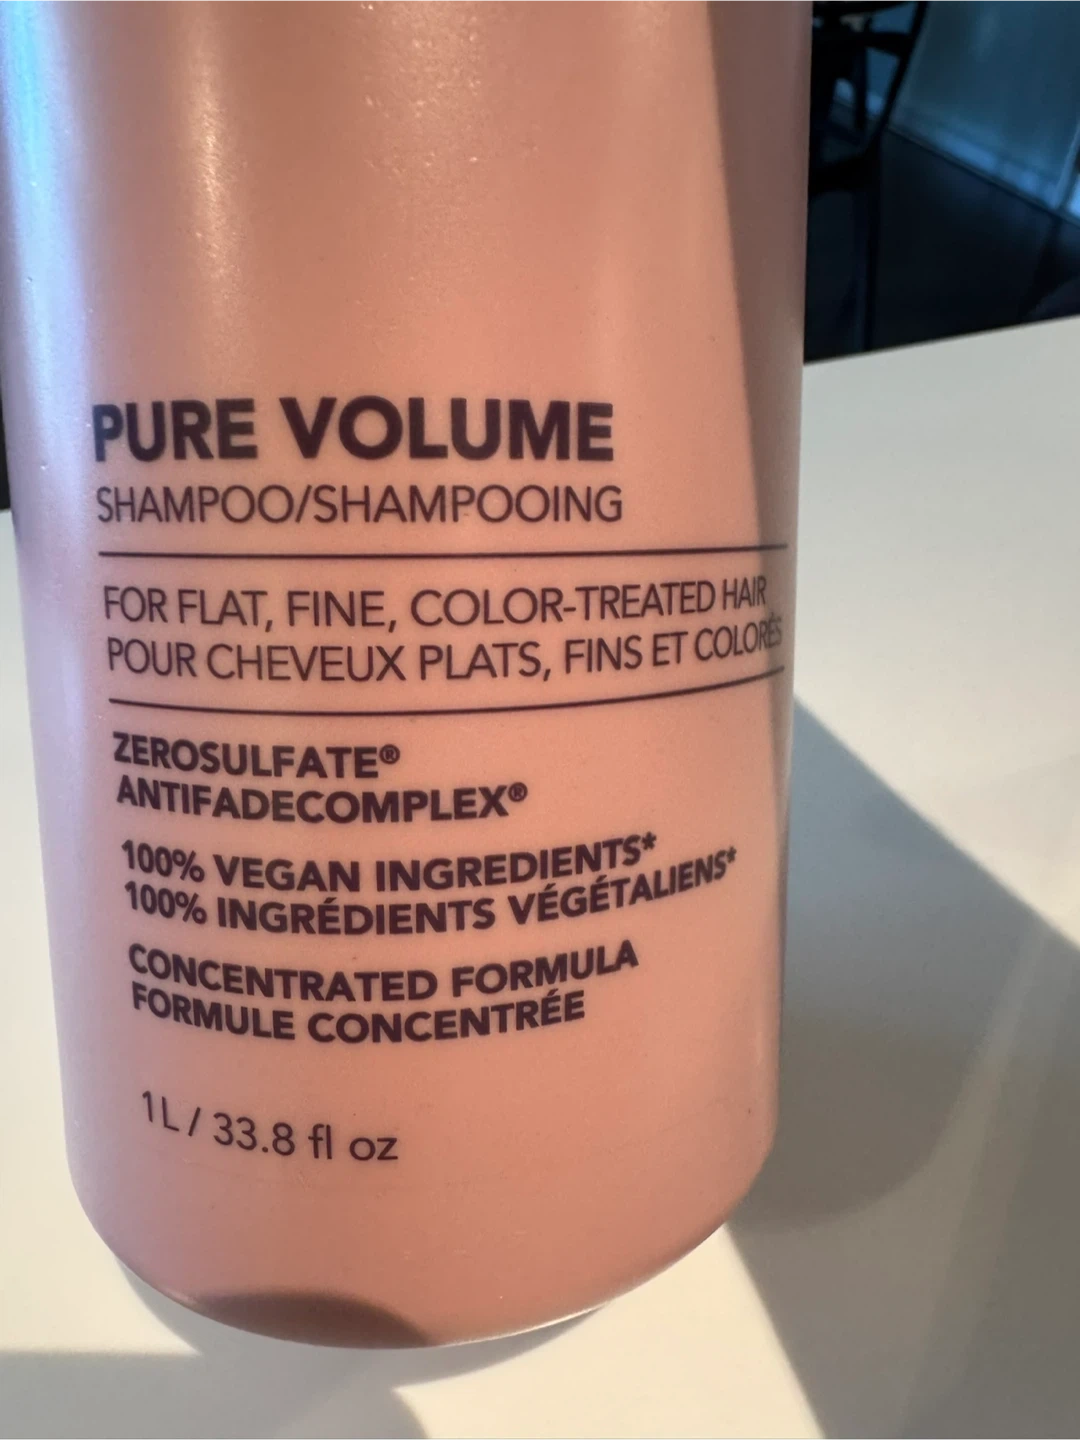 PURE VOLUME
SHAMPOO/SHAMPOOING
FOR FLAT, FINE, COLOR-TREATED HAIR
POUR CHEVEUX PLATS, FINS ET COLORÉS
ZEROSULFATE®
ANTIFADECOMPLEX®
100% VEGAN INGREDIENTS*
100% INGRÉDIENTS VÉGÉTALIENS*
CONCENTRATED FORMULA
FORMULE CONCENTRÉE
1L / 33.8 fl oz